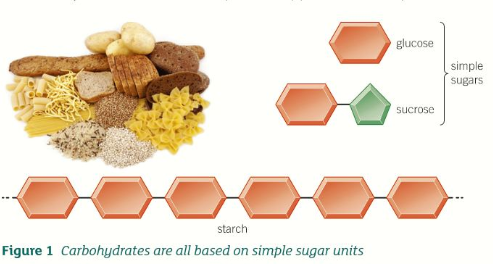 glucose
simple
sugars
sucrose
starch
Figure 1 Carbohydrates are all based on simple sugar units